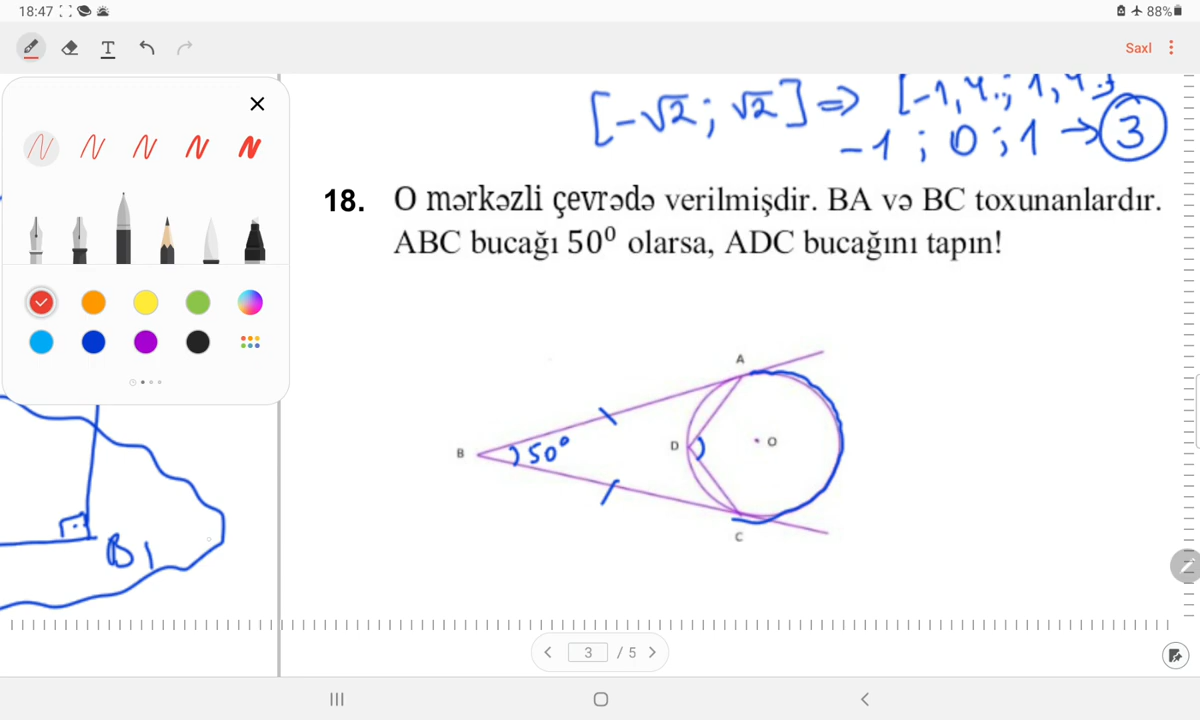 18:47
88%
Saxl
[-√2; √2] => [-1,4..; 1,4..]
-1 ; 0 ; 1 → 3
18. O mərkəzli çevrədə verilmişdir. BA və BC toxunanlardır.
ABC bucağı 50⁰ olarsa, ADC bucağını tapın!
A
B
50°
D
O
C
B1
3 / 5